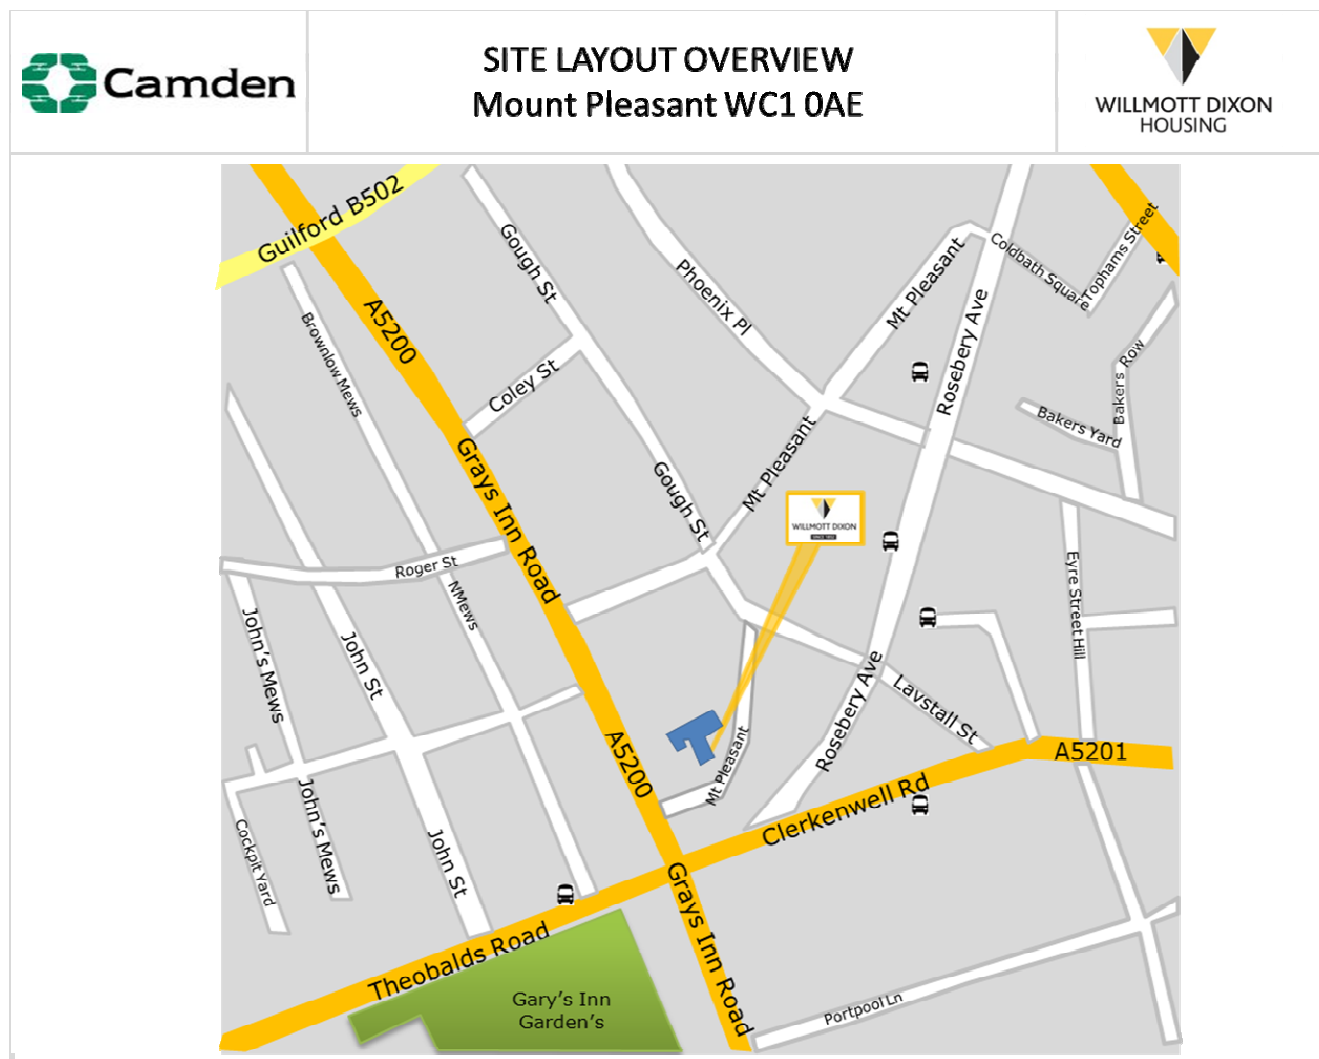 Camden
SITE LAYOUT OVERVIEW
Mount Pleasant WC1 0AE
WILLMOTT DIXON
HOUSING
Guilford B502
A5200
Gough St
Phoenix Pl
Mt Pleasant
Coldbath Square
Tophams Street
Rosebery Ave
Brownlow Mews
Coley St
Bakers Row
Bakers Yard
Grays Inn Road
Gough St
Mt Pleasant
WILLMOTT DIXON
SINCE 1852
Roger St
NMews
Eyre Street Hill
John's Mews
John St
Rosebery Ave
Lavstall St
A5200
Mt Pleasant
A5201
Clerkenwell Rd
John's Mews
Cockpit Yard
John St
Grays Inn Road
Theobalds Road
Gary's Inn
Garden's
Portpool Ln